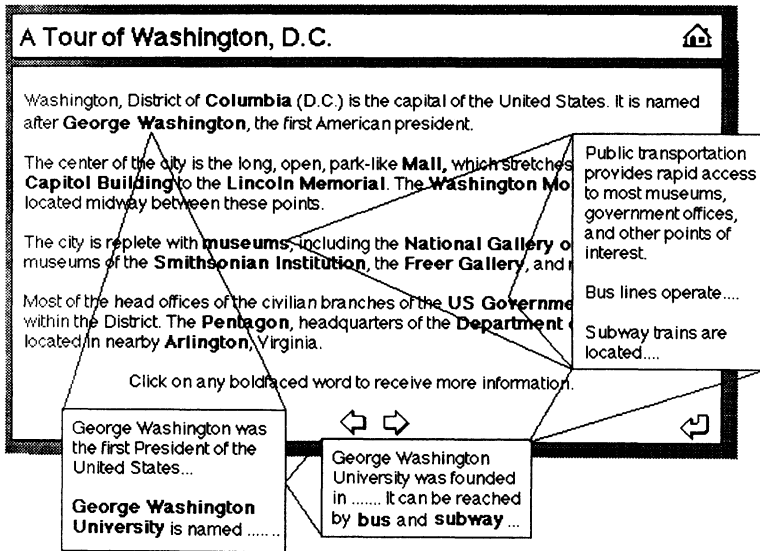 A Tour of Washington, D.C.
Washington, District of Columbia (D.C.) is the capital of the United States. It is named
after George Washington, the first American president.
The center of the city is the long, open, park-like Mall, which stretches
Capitol Building to the Lincoln Memorial. The Washington Mo
located midway between these points.
The city is replete with museums, including the National Gallery o
museums of the Smithsonian Institution, the Freer Gallery, and
Most of the head offices of the civilian branches of the US Governme
within the District. The Pentagon, headquarters of the Department
located in nearby Arlington, Virginia.
Click on any boldfaced word to receive more information.
Public transportation
provides rapid access
to most museums,
government offices,
and other points of
interest.
Bus lines operate....
Subway trains are
located....
George Washington was
the first President of the
United States...
George Washington
University is named .......
George Washington
University was founded
in ....... It can be reached
by bus and subway ...